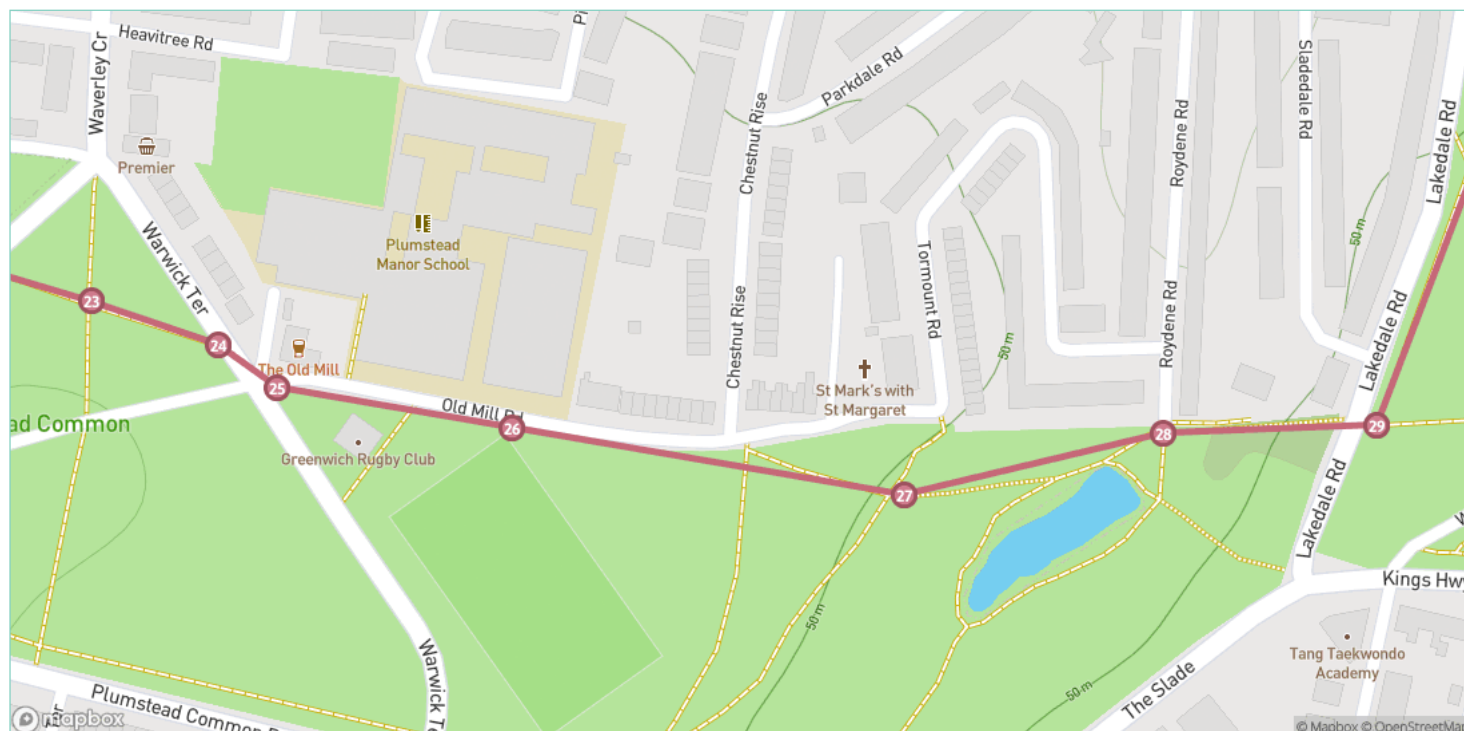 Heavitree Rd
Waverley Cr
Premier
Warwick Ter
Plumstead
Manor School
Chestnut Rise
Parkdale Rd
Roydene Rd
Sladedale Rd
Lakedale Rd
50 m
Tormount Rd
23
24
25
The Old Mill
Old Mill Rd
26
Chestnut Rise
St Mark's with
St Margaret
50 m
Roydene Rd
Lakedale Rd
28
29
ad Common
Greenwich Rugby Club
27
Lakedale Rd
Kings Hwy
50 m
Warwick Te
50 m
The Slade
Tang Taekwondo
Academy
Plumstead Common
mapbox
© Mapbox © OpenStreetMap